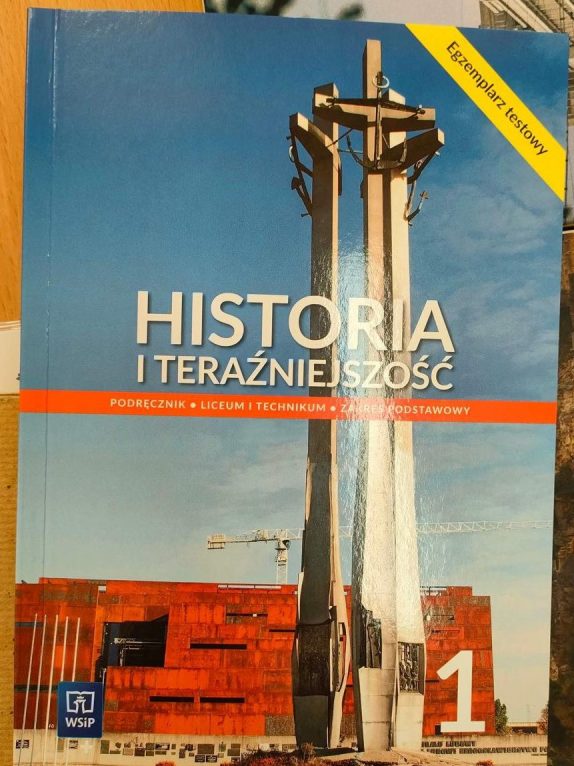 Egzemplarz testowy
HISTORIA
I TERAŹNIEJSZOŚĆ
PODRĘCZNIK • LICEUM I TECHNIKUM • ZAKRES PODSTAWOWY
1
WSiP